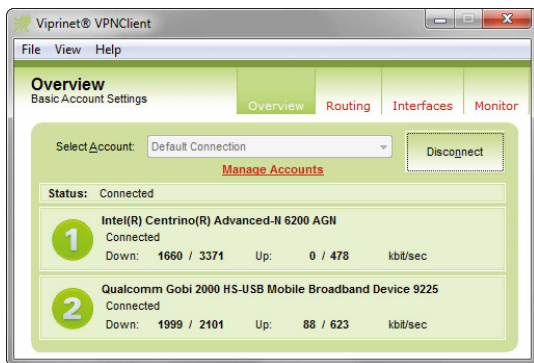 Viprinet® VPNClient
File View Help
Overview
Basic Account Settings
Overview Routing Interfaces Monitor
Select Account: Default Connection Disconnect
Manage Accounts
Status: Connected
1 Intel(R) Centrino(R) Advanced-N 6200 AGN
Connected
Down: 1660 / 3371 Up: 0 / 478 kbit/sec
2 Qualcomm Gobi 2000 HS-USB Mobile Broadband Device 9225
Connected
Down: 1999 / 2101 Up: 88 / 623 kbit/sec